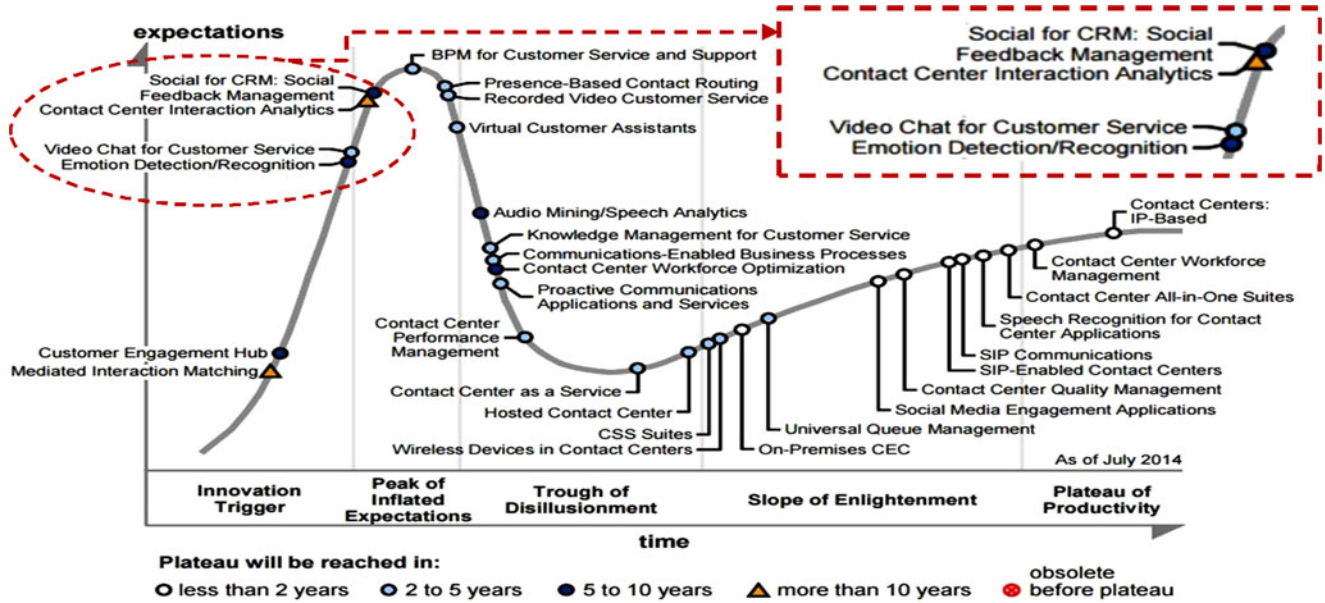 expectations
BPM for Customer Service and Support
Social for CRM: Social
Feedback Management
Contact Center Interaction Analytics
Presence-Based Contact Routing
Recorded Video Customer Service
Virtual Customer Assistants
Video Chat for Customer Service
Emotion Detection/Recognition
Social for CRM: Social
Feedback Management
Contact Center Interaction Analytics
Video Chat for Customer Service
Emotion Detection/Recognition
Audio Mining/Speech Analytics
Knowledge Management for Customer Service
Communications-Enabled Business Processes
Contact Center Workforce Optimization
Proactive Communications
Applications and Services
Contact Center
Performance
Management
Customer Engagement Hub
Mediated Interaction Matching
Contact Center as a Service
Hosted Contact Center
CSS Suites
Wireless Devices in Contact Centers
Contact Centers:
IP-Based
Contact Center Workforce
Management
Contact Center All-in-One Suites
Speech Recognition for Contact
Center Applications
SIP Communications
SIP-Enabled Contact Centers
Contact Center Quality Management
Social Media Engagement Applications
Universal Queue Management
On-Premises CEC
As of July 2014
Innovation
Trigger
Peak of
Inflated
Expectations
Trough of
Disillusionment
Slope of Enlightenment
Plateau of
Productivity
time
Plateau will be reached in:
less than 2 years
2 to 5 years
5 to 10 years
more than 10 years
obsolete
before plateau